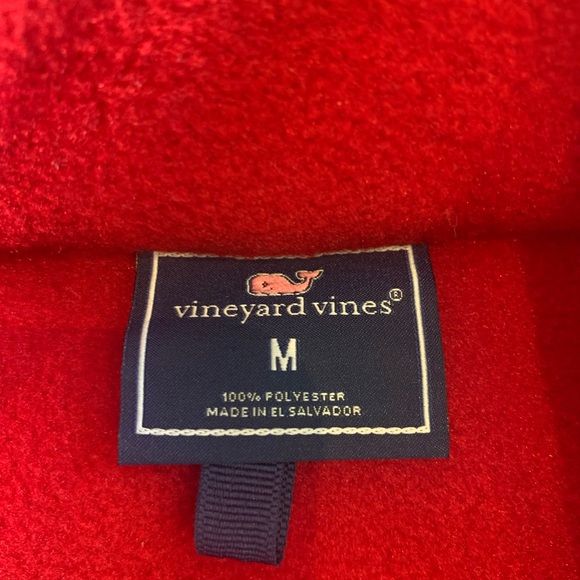 vineyard vines®
M
100% POLYESTER
MADE IN EL SALVADOR